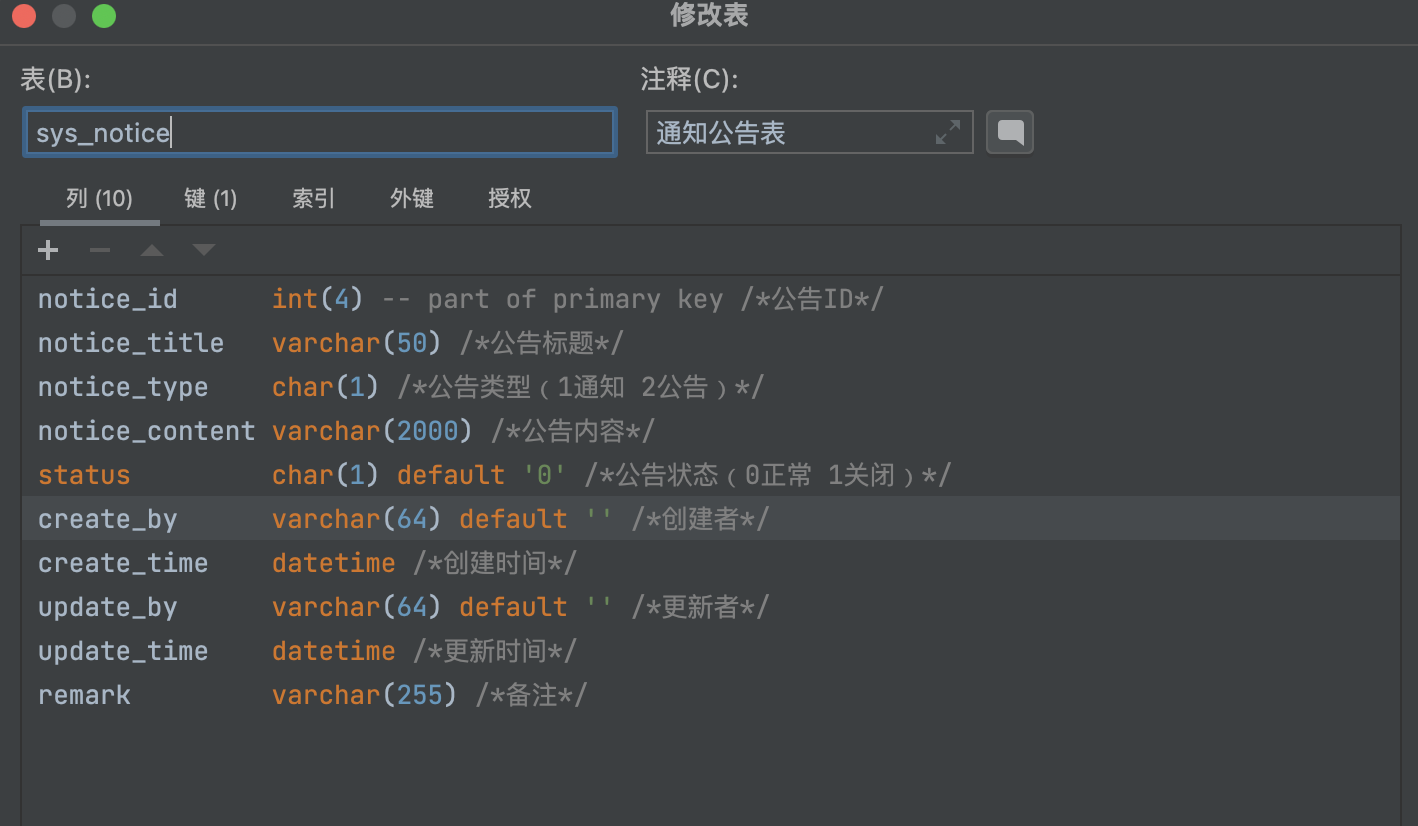 修改表
表(B): 注释(C):
sys_notice 通知公告表
列 (10) 键 (1) 索引 外键 授权
notice_id int(4) -- part of primary key /*公告ID*/
notice_title varchar(50) /*公告标题*/
notice_type char(1) /*公告类型（1通知 2公告）*/
notice_content varchar(2000) /*公告内容*/
status char(1) default '0' /*公告状态（0正常 1关闭）*/
create_by varchar(64) default '' /*创建者*/
create_time datetime /*创建时间*/
update_by varchar(64) default '' /*更新者*/
update_time datetime /*更新时间*/
remark varchar(255) /*备注*/